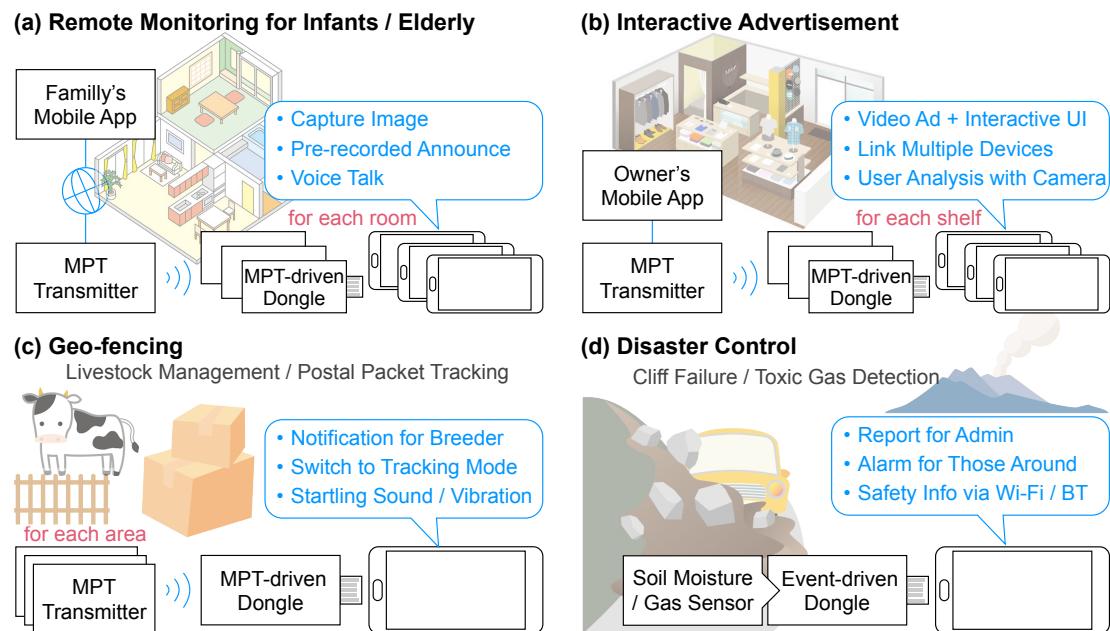 (a) Remote Monitoring for Infants / Elderly
Familly's
Mobile App
• Capture Image
• Pre-recorded Announce
• Voice Talk
for each room
MPT
Transmitter
MPT-driven
Dongle
(b) Interactive Advertisement
• Video Ad + Interactive UI
• Link Multiple Devices
• User Analysis with Camera
Owner's
Mobile App
for each shelf
MPT
Transmitter
MPT-driven
Dongle
(c) Geo-fencing
Livestock Management / Postal Packet Tracking
• Notification for Breeder
• Switch to Tracking Mode
• Startling Sound / Vibration
for each area
MPT
Transmitter
MPT-driven
Dongle
(d) Disaster Control
Cliff Failure / Toxic Gas Detection
• Report for Admin
• Alarm for Those Around
• Safety Info via Wi-Fi / BT
Soil Moisture
/ Gas Sensor
Event-driven
Dongle